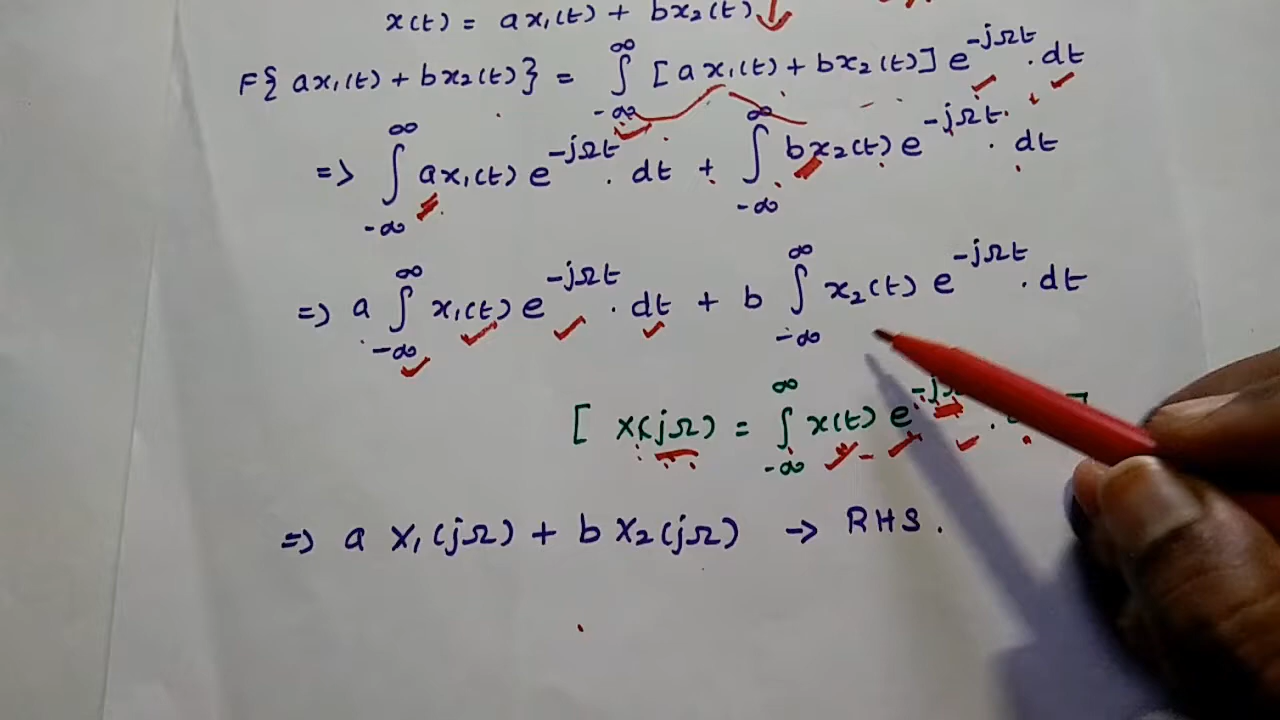 x(t) = ax₁(t) + bx₂(t)
F{ ax₁(t) + bx₂(t) } = ∫_{-∞}^{∞} [ax₁(t) + bx₂(t)] e^{-jΩt} . dt
=> ∫_{-∞}^{∞} ax₁(t) e^{-jΩt} . dt + ∫_{-∞}^{∞} bx₂(t) e^{-jΩt} . dt
=> a ∫_{-∞}^{∞} x₁(t) e^{-jΩt} . dt + b ∫_{-∞}^{∞} x₂(t) e^{-jΩt} . dt
[ X(jΩ) = ∫_{-∞}^{∞} x(t) e^{-j . ]
=> a X₁(jΩ) + b X₂(jΩ) → RHS.